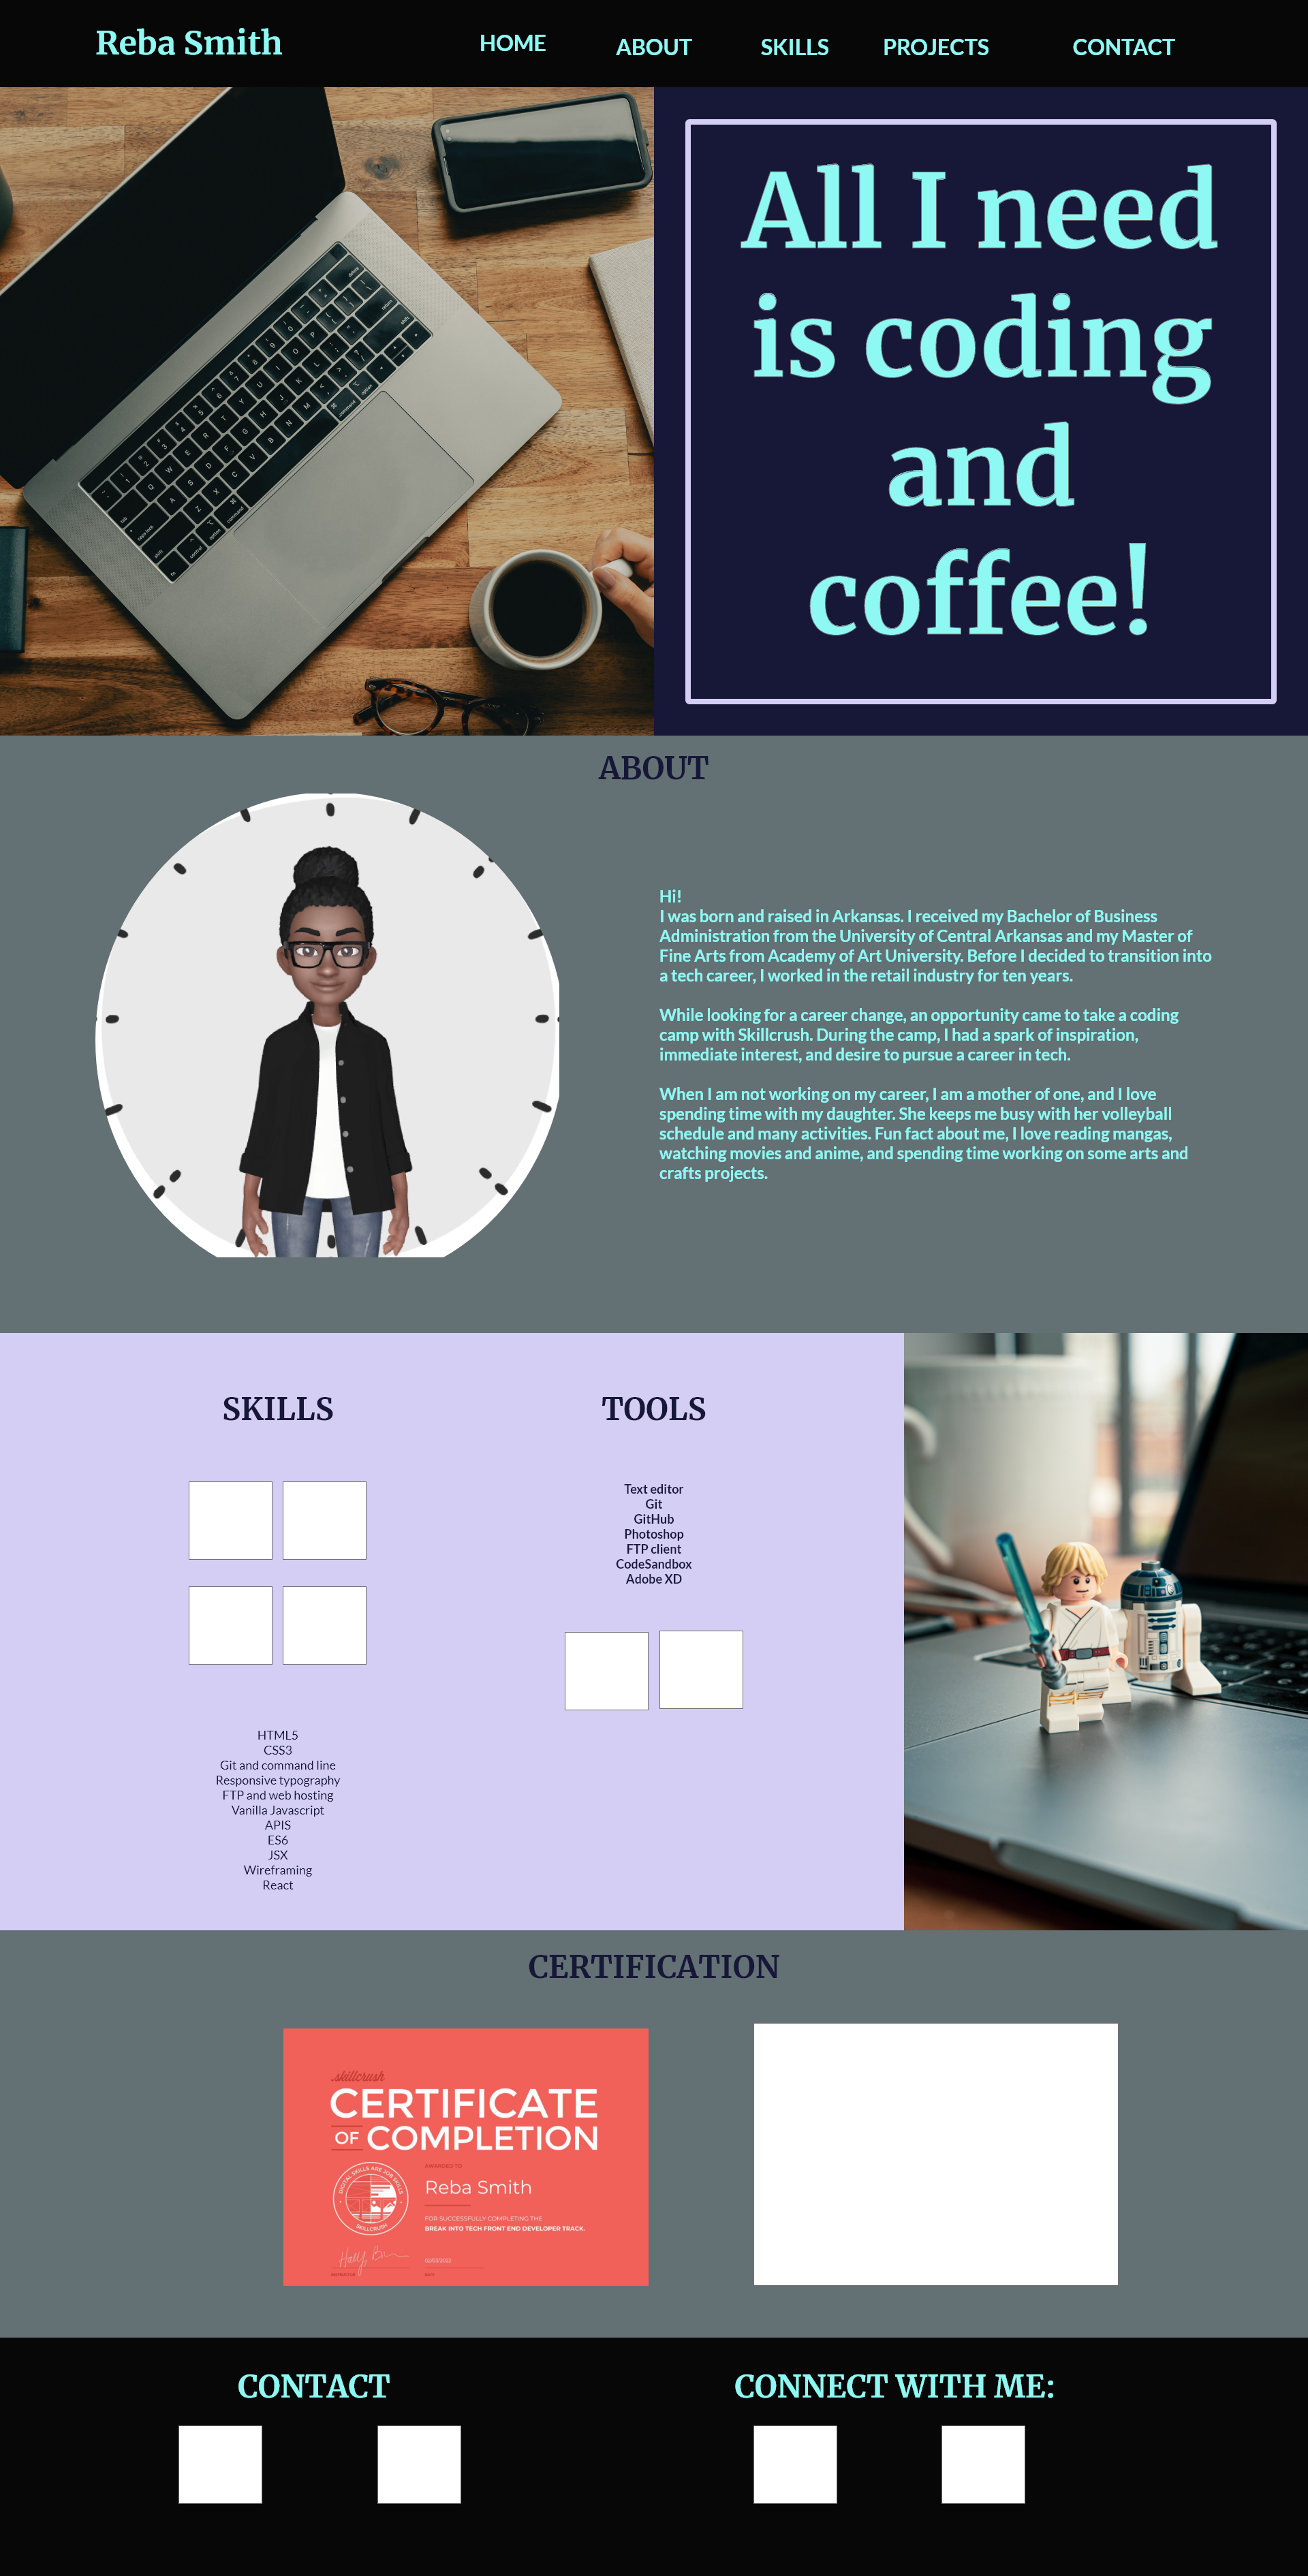 Reba Smith
HOME
ABOUT
SKILLS
PROJECTS
CONTACT
All I need
is coding
and
coffee!
ABOUT
Hi!
I was born and raised in Arkansas. I received my Bachelor of Business
Administration from the University of Central Arkansas and my Master of
Fine Arts from Academy of Art University. Before I decided to transition into
a tech career, I worked in the retail industry for ten years.
While looking for a career change, an opportunity came to take a coding
camp with Skillcrush. During the camp, I had a spark of inspiration,
immediate interest, and desire to pursue a career in tech.
When I am not working on my career, I am a mother of one, and I love
spending time with my daughter. She keeps me busy with her volleyball
schedule and many activities. Fun fact about me, I love reading mangas,
watching movies and anime, and spending time working on some arts and
crafts projects.
SKILLS
HTML5
CSS3
Git and command line
Responsive typography
FTP and web hosting
Vanilla Javascript
APIS
ES6
JSX
Wireframing
React
TOOLS
Text editor
Git
GitHub
Photoshop
FTP client
CodeSandbox
Adobe XD
CERTIFICATION
skillcrush
CERTIFICATE
OF COMPLETION
DIGITAL SKILLS ARE JOB SKILLS
SKILLCRUSH
AWARDED TO
Reba Smith
FOR SUCCESSFULLY COMPLETING THE
BREAK INTO TECH FRONT END DEVELOPER TRACK.
CONTACT
CONNECT WITH ME: